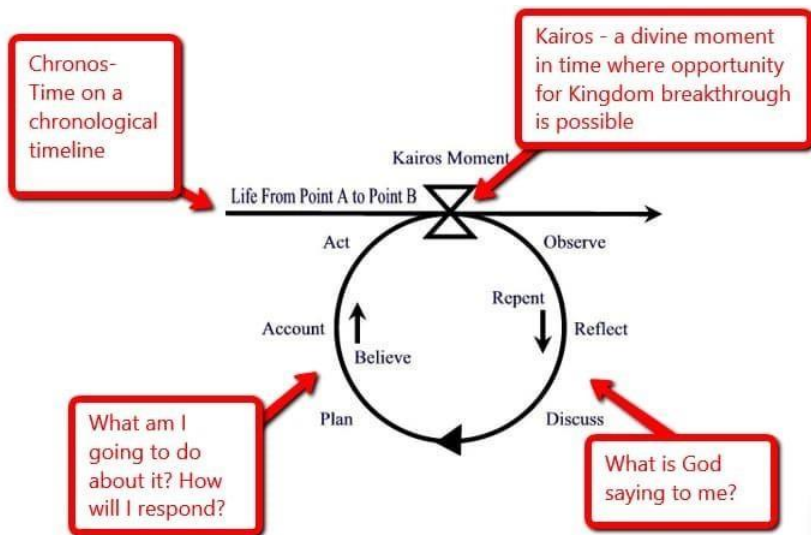 Chronos-
Time on a
chronological
timeline
Kairos - a divine moment
in time where opportunity
for Kingdom breakthrough
is possible
Kairos Moment
Life From Point A to Point B
Act
Observe
Repent
Account
Reflect
Believe
Plan
Discuss
What am I
going to do
about it? How
will I respond?
What is God
saying to me?